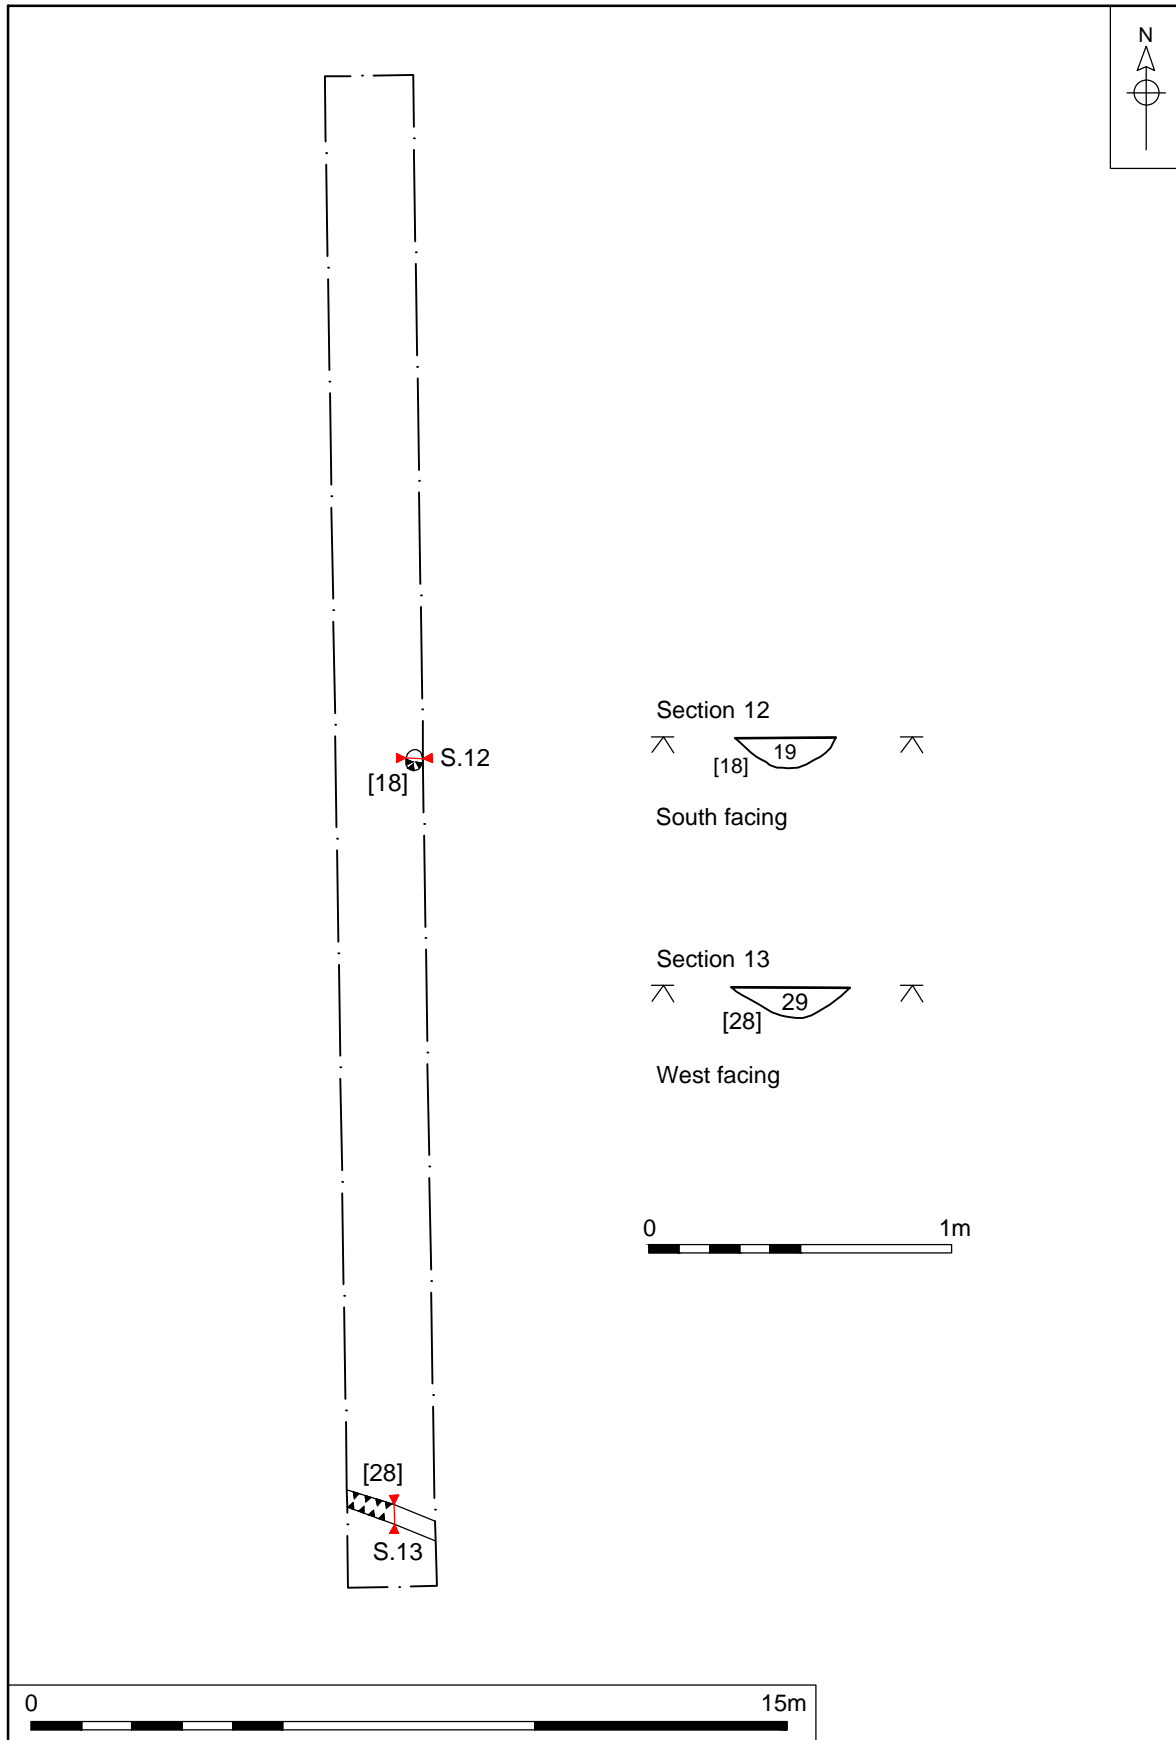 N
S.12
[18]
Section 12
19
[18]
South facing
Section 13
29
[28]
West facing
0 1m
[28]
S.13
0 15m